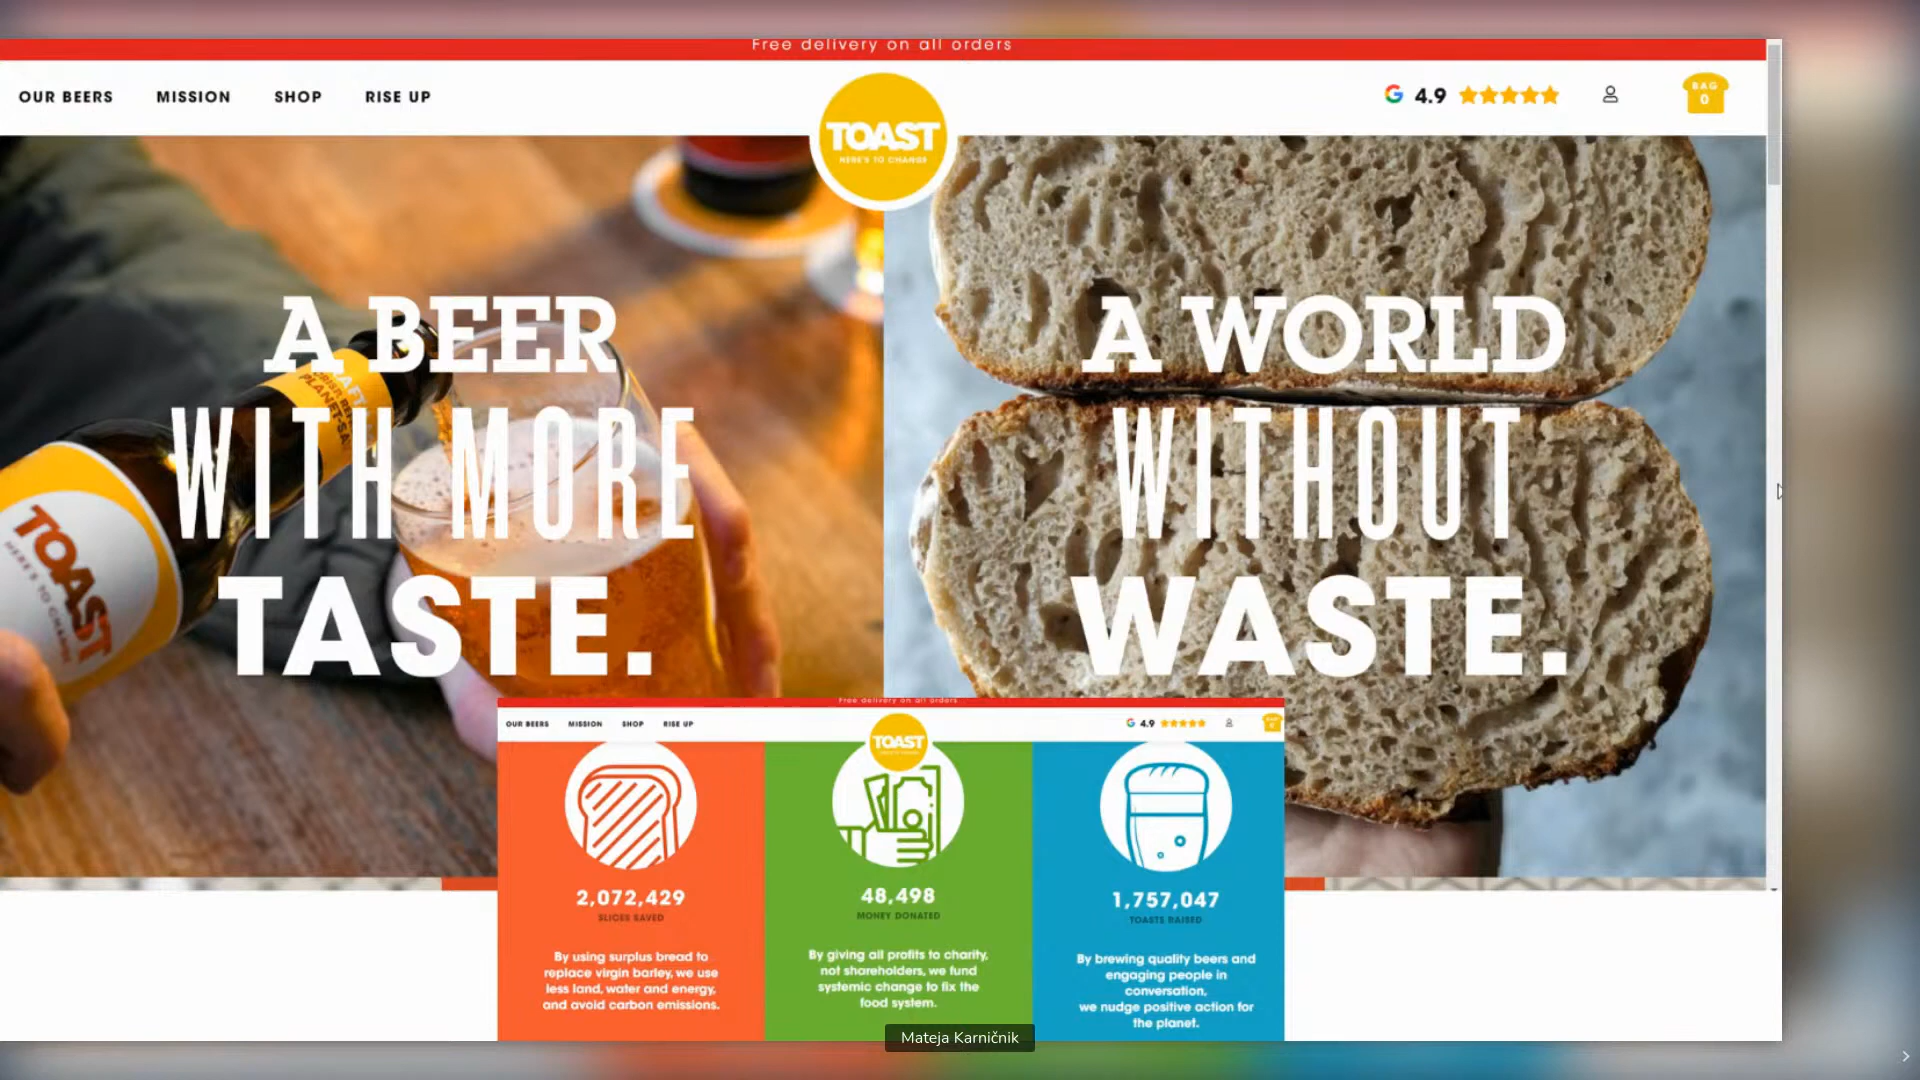 Free delivery on all orders
OUR BEERS
MISSION
SHOP
RISE UP
TOAST
HERE'S TO CHANGE
4.9
BAG
0
A BEER
WITH MORE
TASTE.
A WORLD
WITHOUT
WASTE.
TOAST
HERE'S TO CHANGE
Free delivery on all orders
OUR BEERS
MISSION
SHOP
RISE UP
TOAST
4.9
2,072,429
SLICES SAVED
By using surplus bread to
replace virgin barley, we use
less land, water and energy,
and avoid carbon emissions.
48,498
MONEY DONATED
By giving all profits to charity,
not shareholders, we fund
systemic change to fix the
food system.
1,757,047
TOASTS RAISED
By brewing quality beers and
engaging people in
conversation,
we nudge positive action for
the planet.
Mateja Karničnik